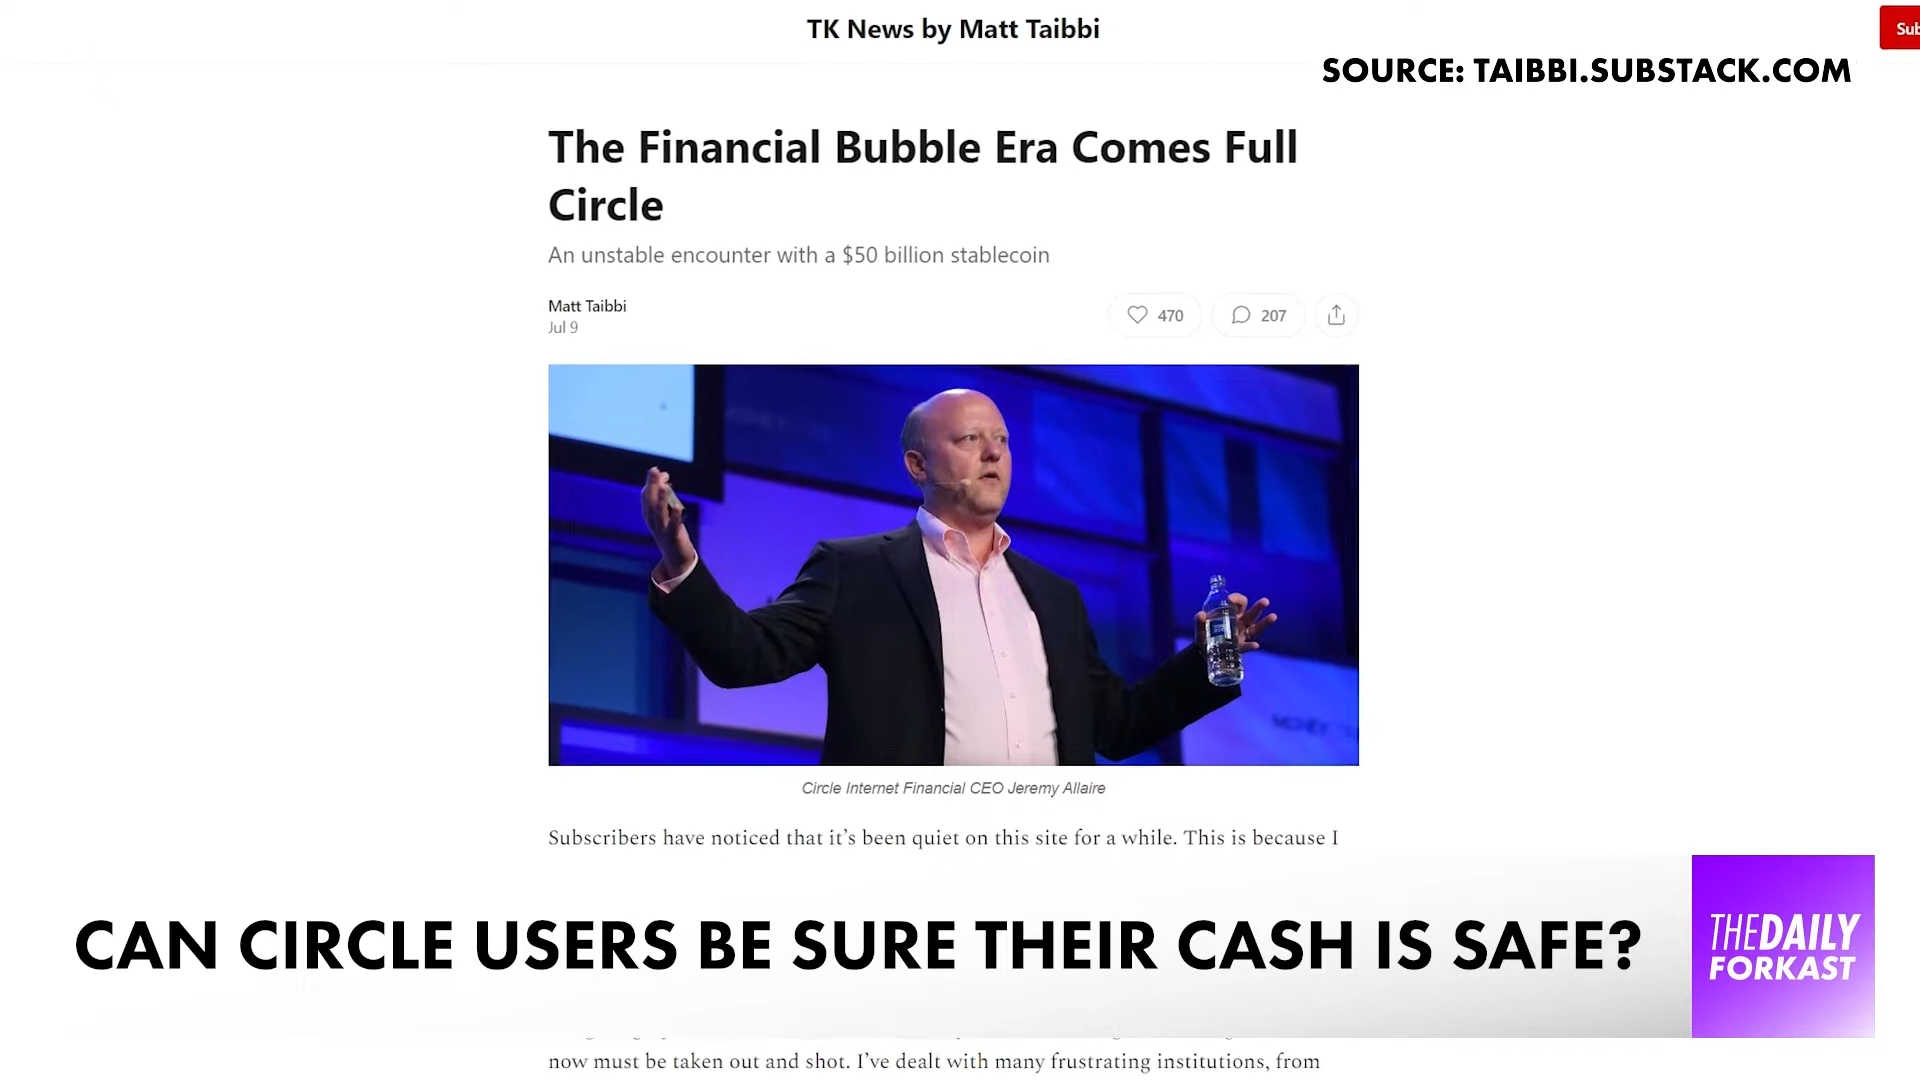 TK News by Matt Taibbi
Sub
SOURCE: TAIBBI.SUBSTACK.COM
The Financial Bubble Era Comes Full
Circle
An unstable encounter with a $50 billion stablecoin
Matt Taibbi
Jul 9
470
207
Circle Internet Financial CEO Jeremy Allaire
Subscribers have noticed that it’s been quiet on this site for a while. This is because I
CAN CIRCLE USERS BE SURE THEIR CASH IS SAFE?
THEDAILY
FORKAST
now must be taken out and shot. I’ve dealt with many frustrating institutions, from